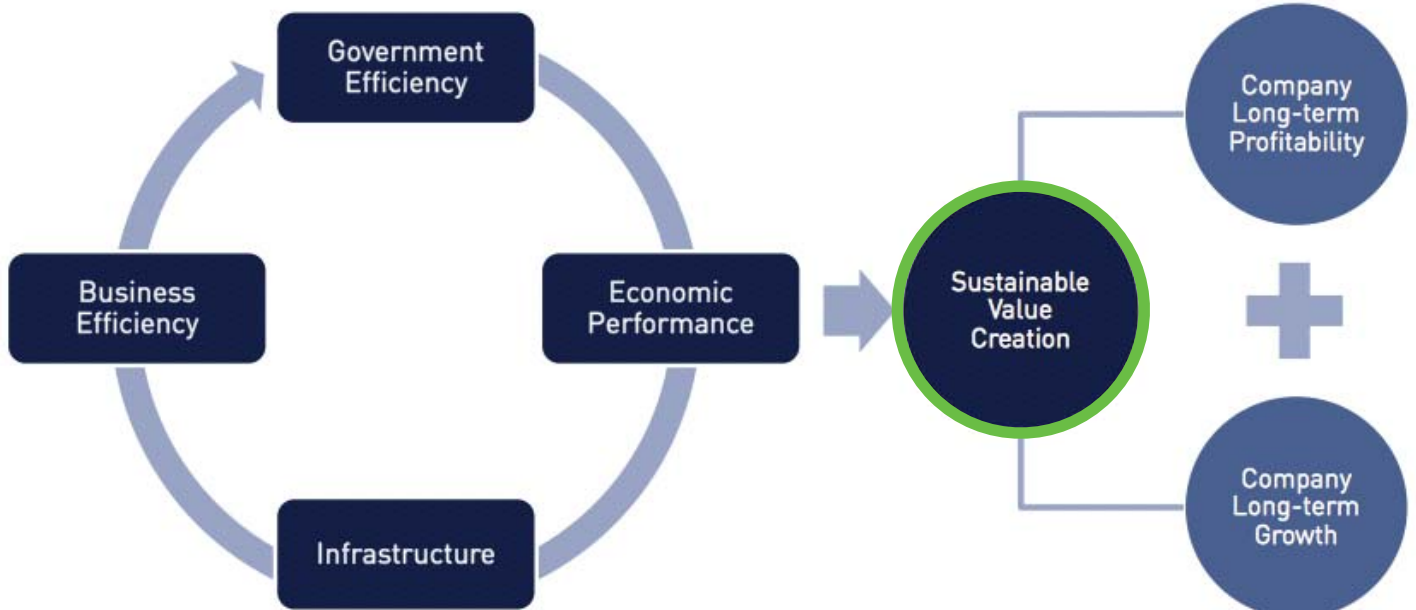 Government
Efficiency
Business
Efficiency
Economic
Performance
Infrastructure
Sustainable
Value
Creation
Company
Long-term
Profitability
Company
Long-term
Growth